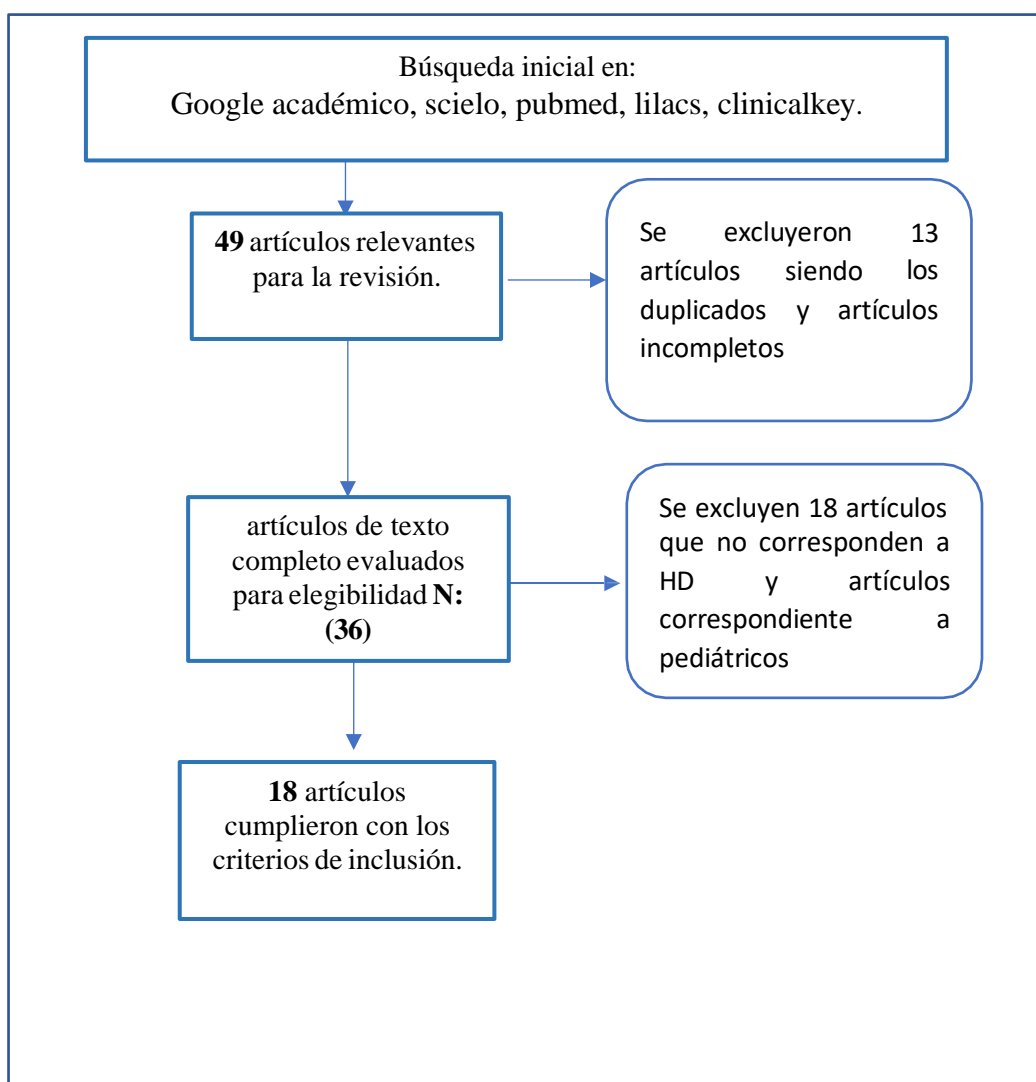 Búsqueda inicial en:
Google académico, scielo, pubmed, lilacs, clinicalkey.
49 artículos relevantes
para la revisión.
Se excluyeron 13
artículos siendo los
duplicados y artículos
incompletos
artículos de texto
completo evaluados
para elegibilidad N:
(36)
Se excluyen 18 artículos
que no corresponden a
HD y artículos
correspondiente a
pediátricos
18 artículos
cumplieron con los
criterios de inclusión.